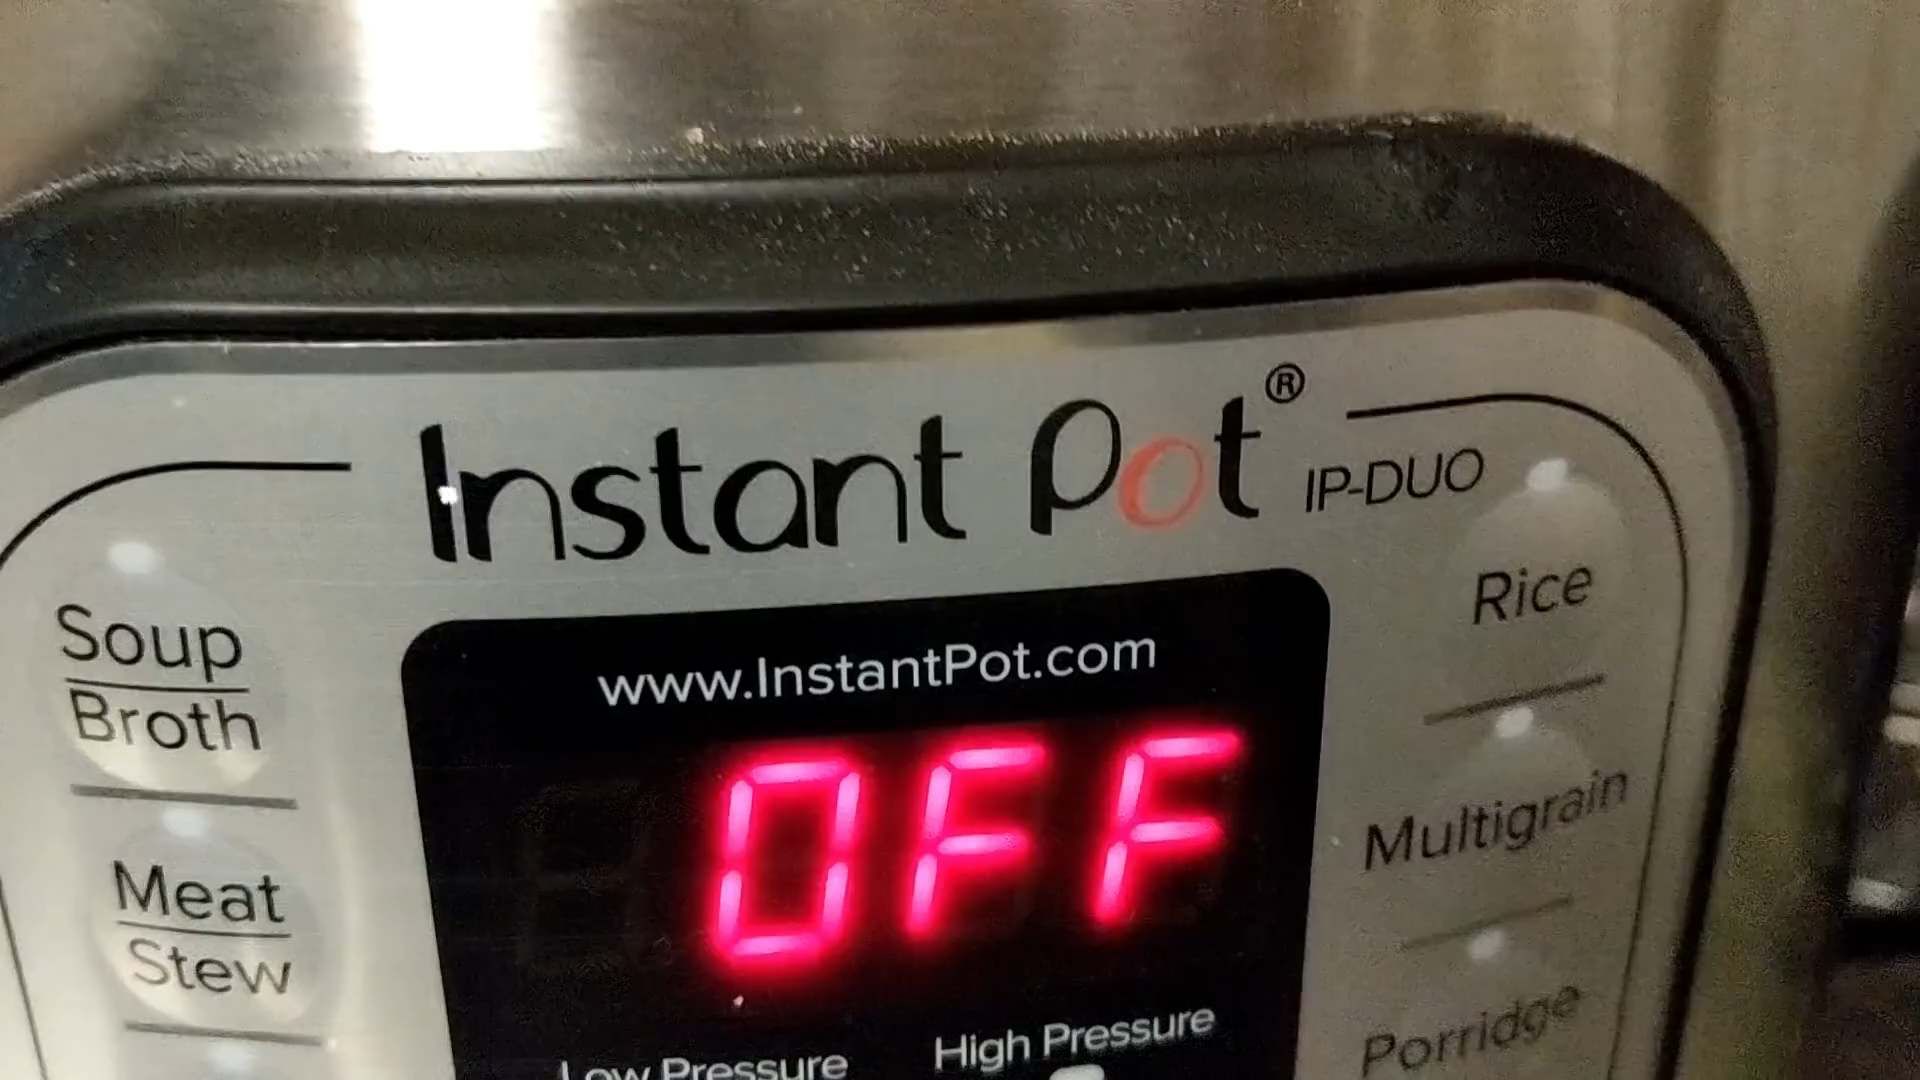 Instant Pot®
IP-DUO
Soup
Broth
Meat
Stew
www.InstantPot.com
OFF
Low Pressure
High Pressure
Rice
Multigrain
Porridge